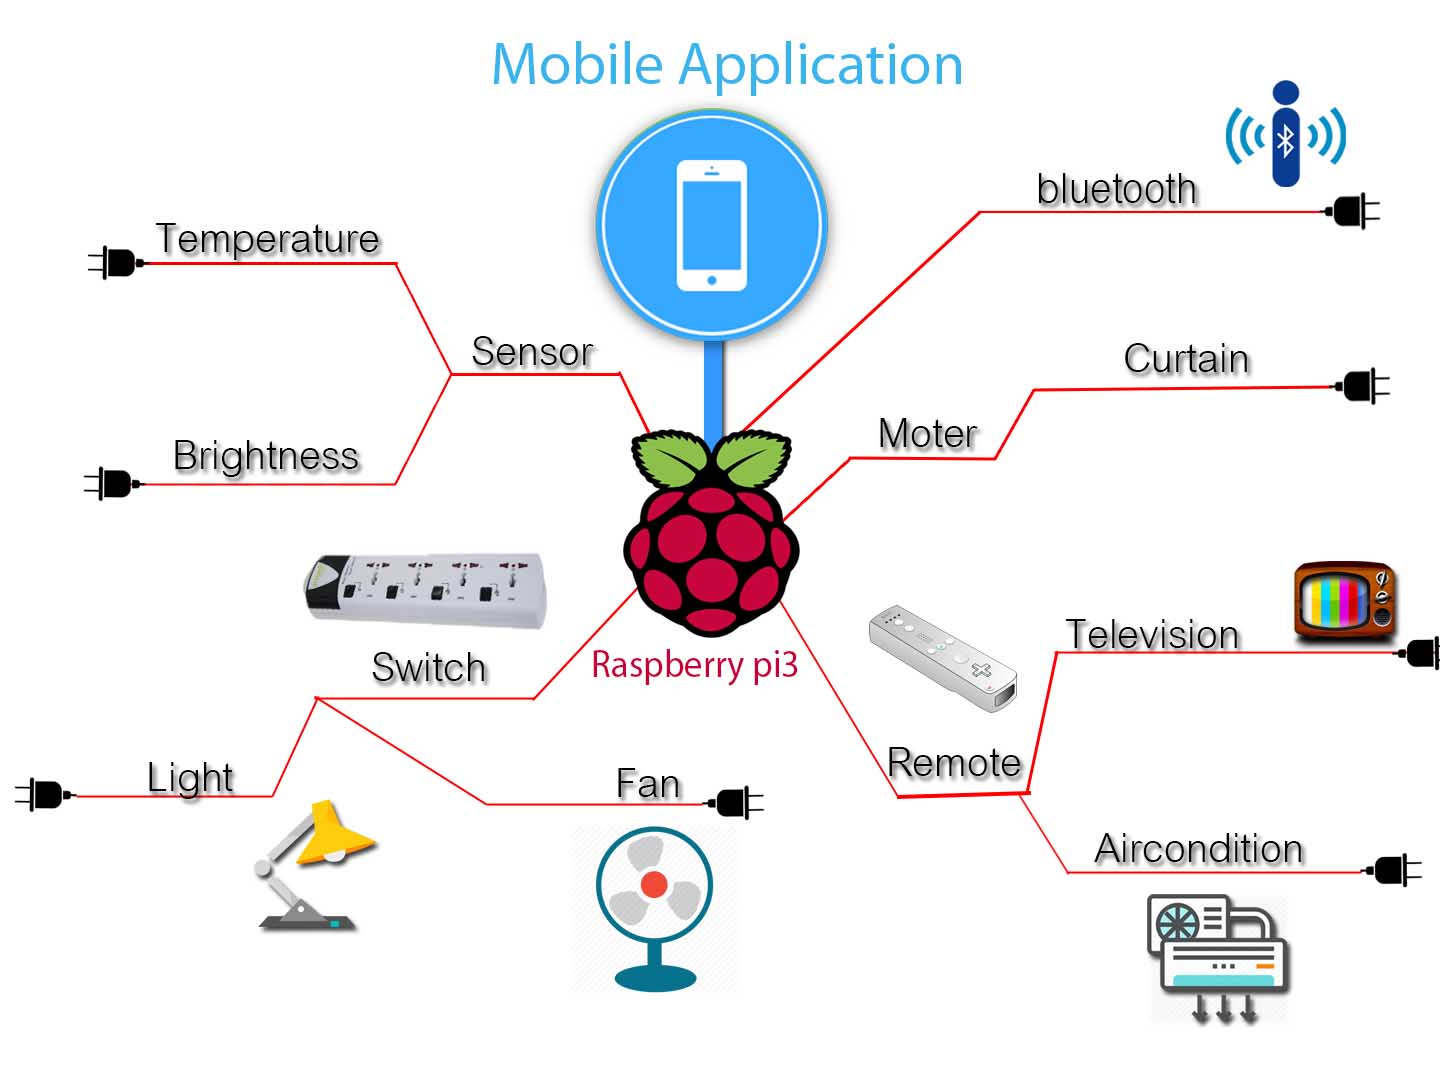 Mobile Application
bluetooth
Temperature
Sensor
Curtain
Moter
Brightness
Television
Raspberry pi3
Switch
Remote
Light
Fan
Aircondition